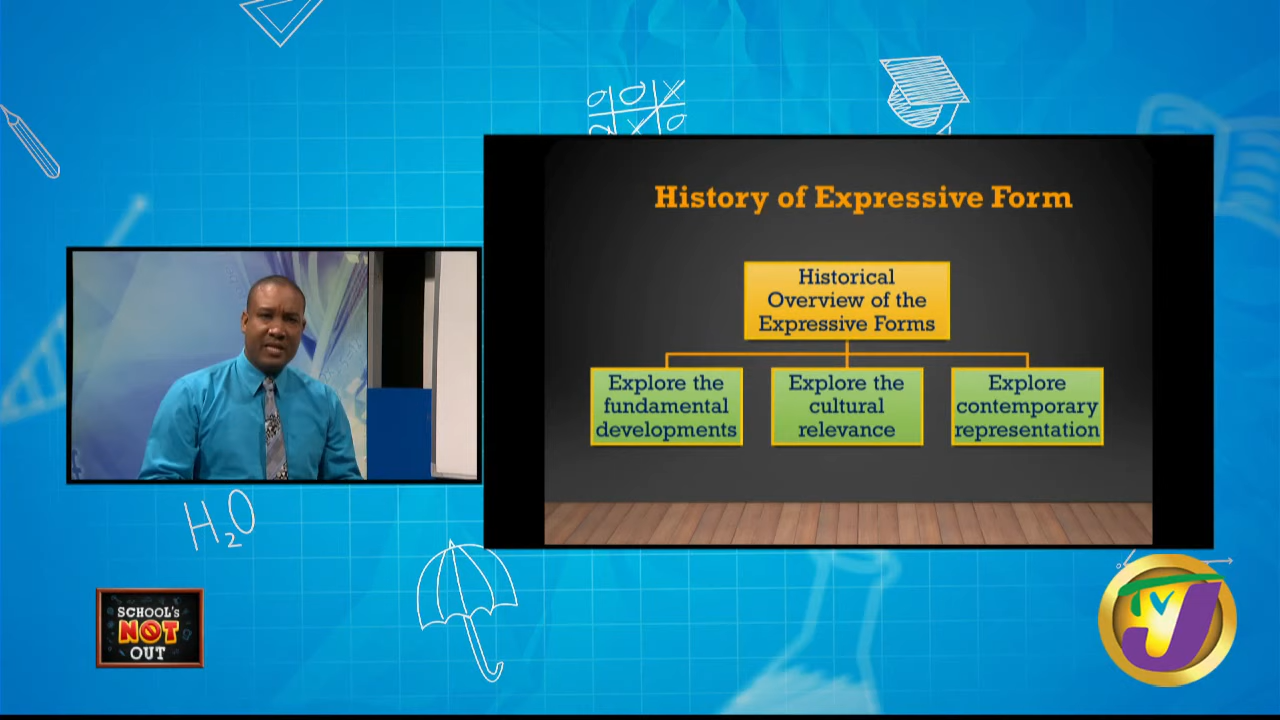 History of Expressive Form
Historical
Overview of the
Expressive Forms
Explore the
fundamental
developments
Explore the
cultural
relevance
Explore
contemporary
representation
H₂O
SCHOOL's
NOT
OUT
TVJ